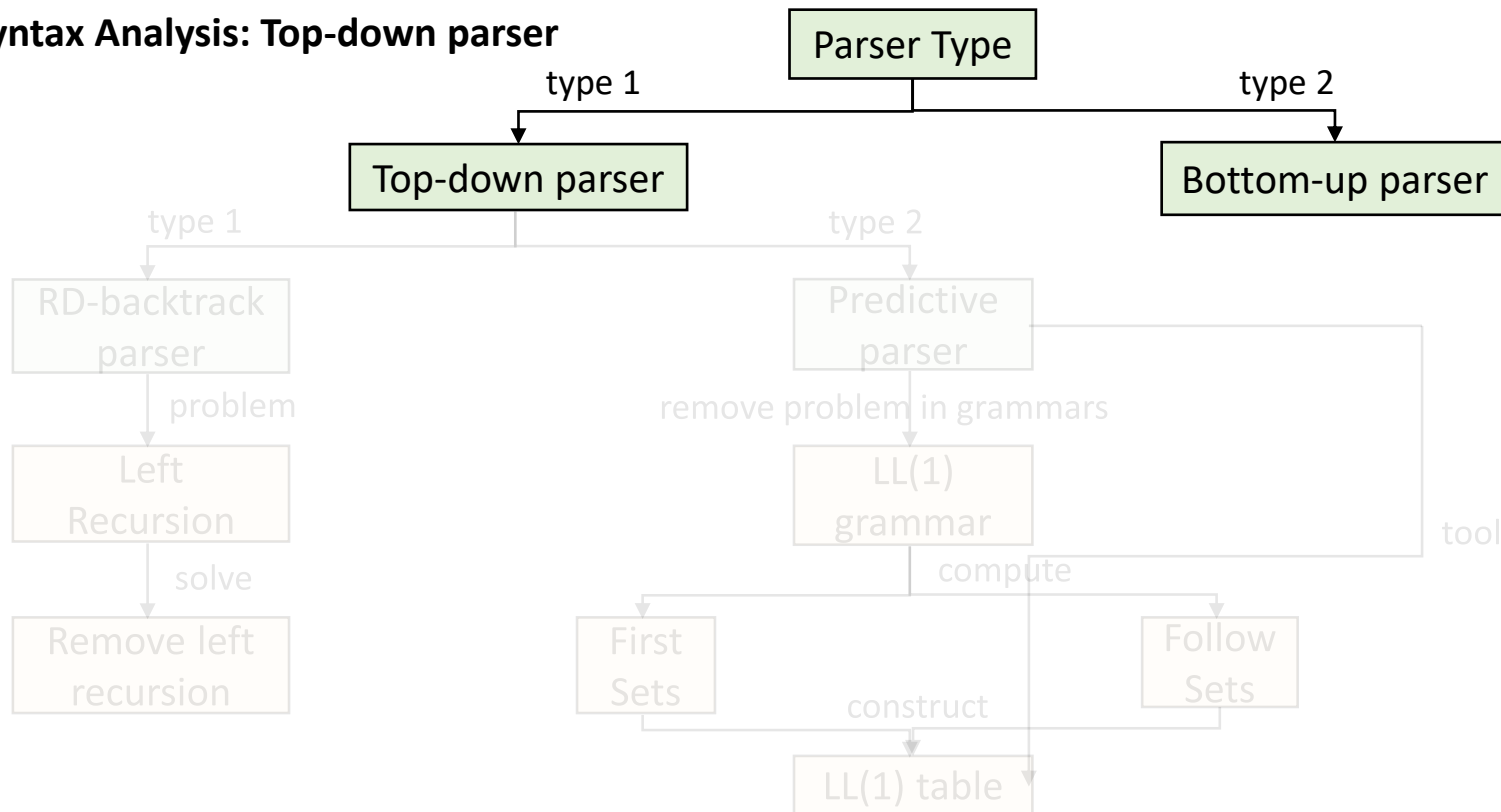 yntax Analysis: Top-down parser
Parser Type
type 1
type 2
Top-down parser
Bottom-up parser
type 1
type 2
RD-backtrack
parser
Predictive
parser
problem
remove problem in grammars
Left
Recursion
LL(1)
grammar
tool
solve
compute
Remove left
recursion
First
Sets
Follow
Sets
construct
LL(1) table